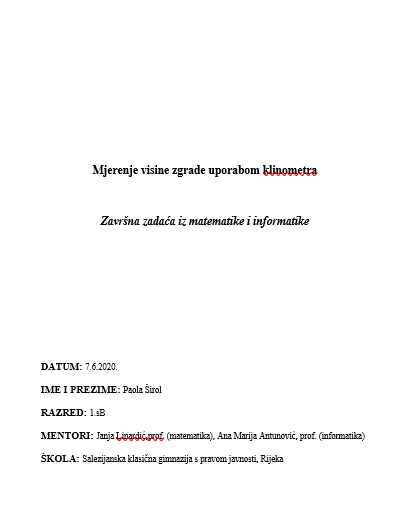 Mjerenje visine zgrade uporabom klinometra
Završna zadaća iz matematike i informatike
DATUM: 7.6.2020.
IME I PREZIME: Paola Širol
RAZRED: 1.sB
MENTORI: Janja Linardić,prof. (matematika), Ana Marija Antunović, prof. (informatika)
ŠKOLA: Salezijanska klasična gimnazija s pravom javnosti, Rijeka